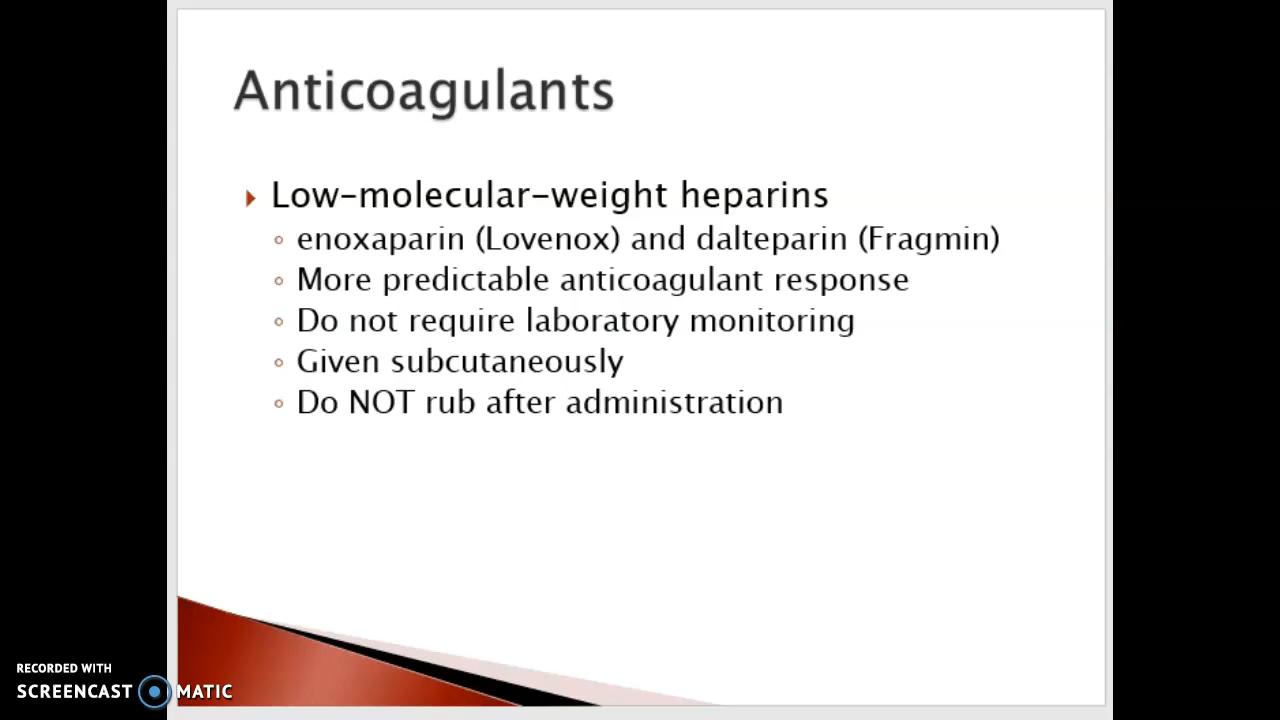 Anticoagulants
Low-molecular-weight heparins
enoxaparin (Lovenox) and dalteparin (Fragmin)
More predictable anticoagulant response
Do not require laboratory monitoring
Given subcutaneously
Do NOT rub after administration
RECORDED WITH
SCREENCAST MATIC